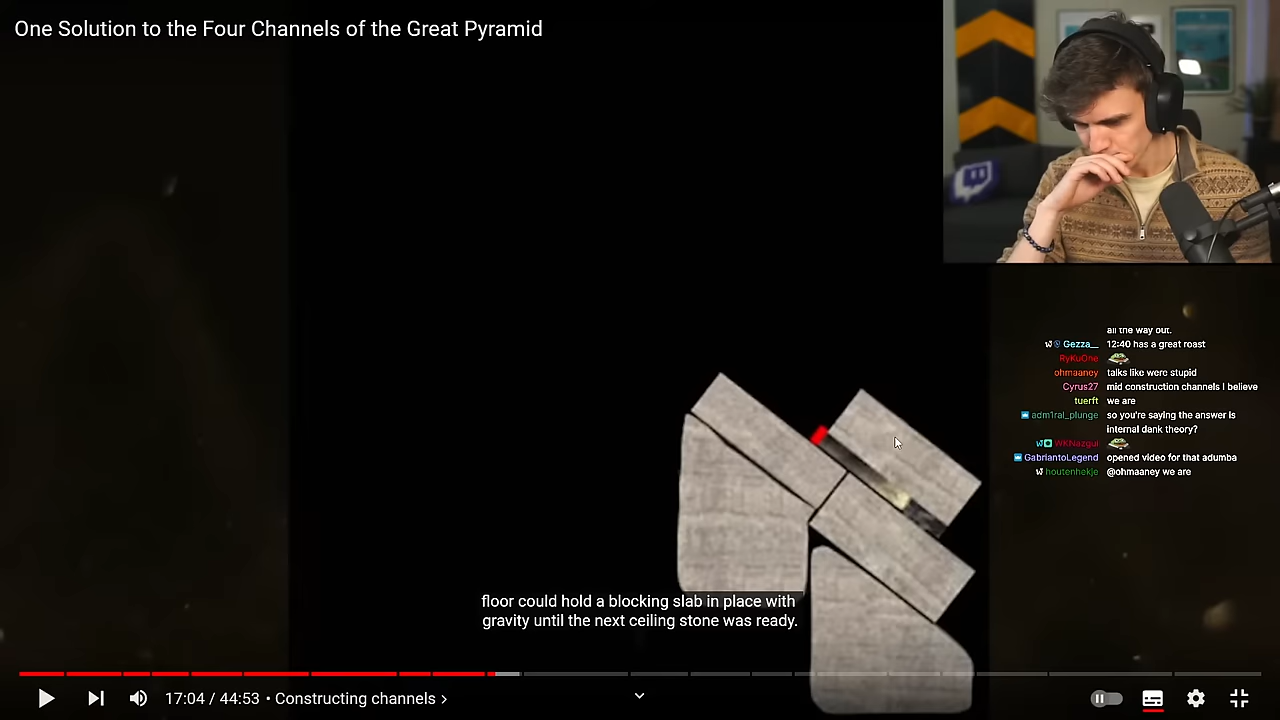 One Solution to the Four Channels of the Great Pyramid
all the way out.
Gezza__ 12:40 has a great roast
RyKuOne
ohmaaney talks like were stupid
Cyrus27 mid construction channels I believe
tuerft we are
adm1ral_plunge so you're saying the answer is
internal dank theory?
WKNazgul
GabriantoLegend opened video for that adumba
houtenhekje @ohmaaney we are
floor could hold a blocking slab in place with
gravity until the next ceiling stone was ready.
17:04 / 44:53 • Constructing channels